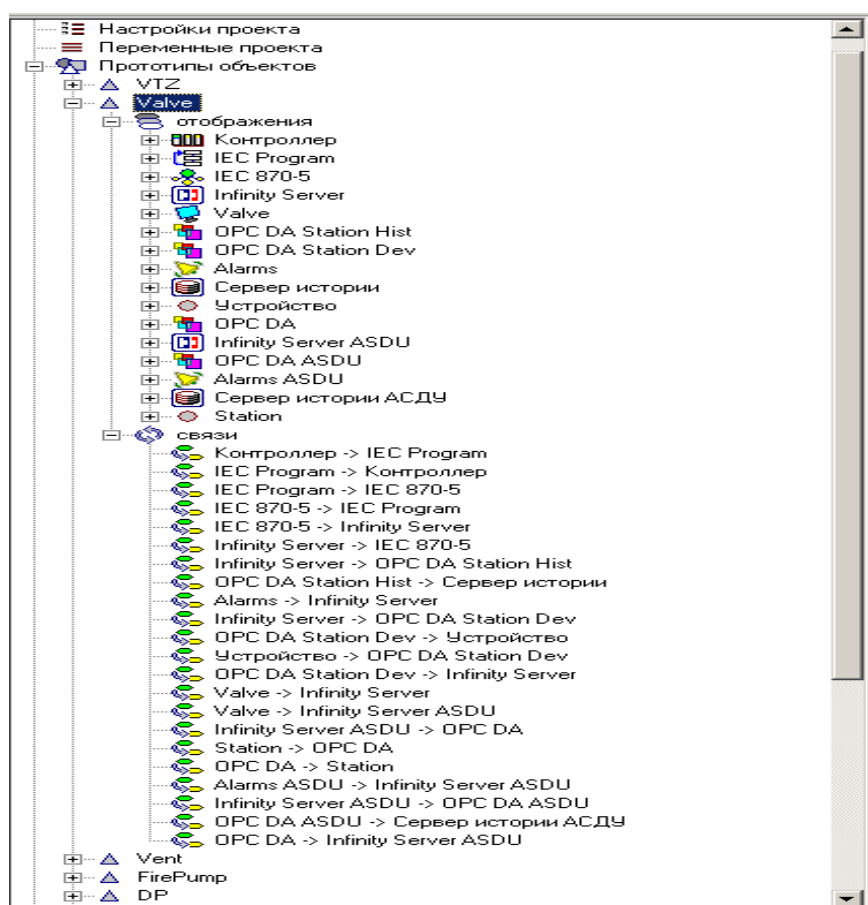 Настройки проекта
Переменные проекта
Прототипы объектов
VTZ
Valve
отображения
Контроллер
IEC Program
IEC 870-5
Infinity Server
Valve
OPC DA Station Hist
OPC DA Station Dev
Alarms
Сервер истории
Устройство
OPC DA
Infinity Server ASDU
OPC DA ASDU
Alarms ASDU
Сервер истории АСДУ
Station
связи
Контроллер -> IEC Program
IEC Program -> Контроллер
IEC Program -> IEC 870-5
IEC 870-5 -> IEC Program
IEC 870-5 -> Infinity Server
Infinity Server -> IEC 870-5
Infinity Server -> OPC DA Station Hist
OPC DA Station Hist -> Сервер истории
Alarms -> Infinity Server
Infinity Server -> OPC DA Station Dev
OPC DA Station Dev -> Устройство
Устройство -> OPC DA Station Dev
OPC DA Station Dev -> Infinity Server
Valve -> Infinity Server
Valve -> Infinity Server ASDU
Infinity Server ASDU -> OPC DA
Station -> OPC DA
OPC DA -> Station
Alarms ASDU -> Infinity Server ASDU
Infinity Server ASDU -> OPC DA ASDU
OPC DA ASDU -> Сервер истории АСДУ
OPC DA -> Infinity Server ASDU
Vent
FirePump
DP